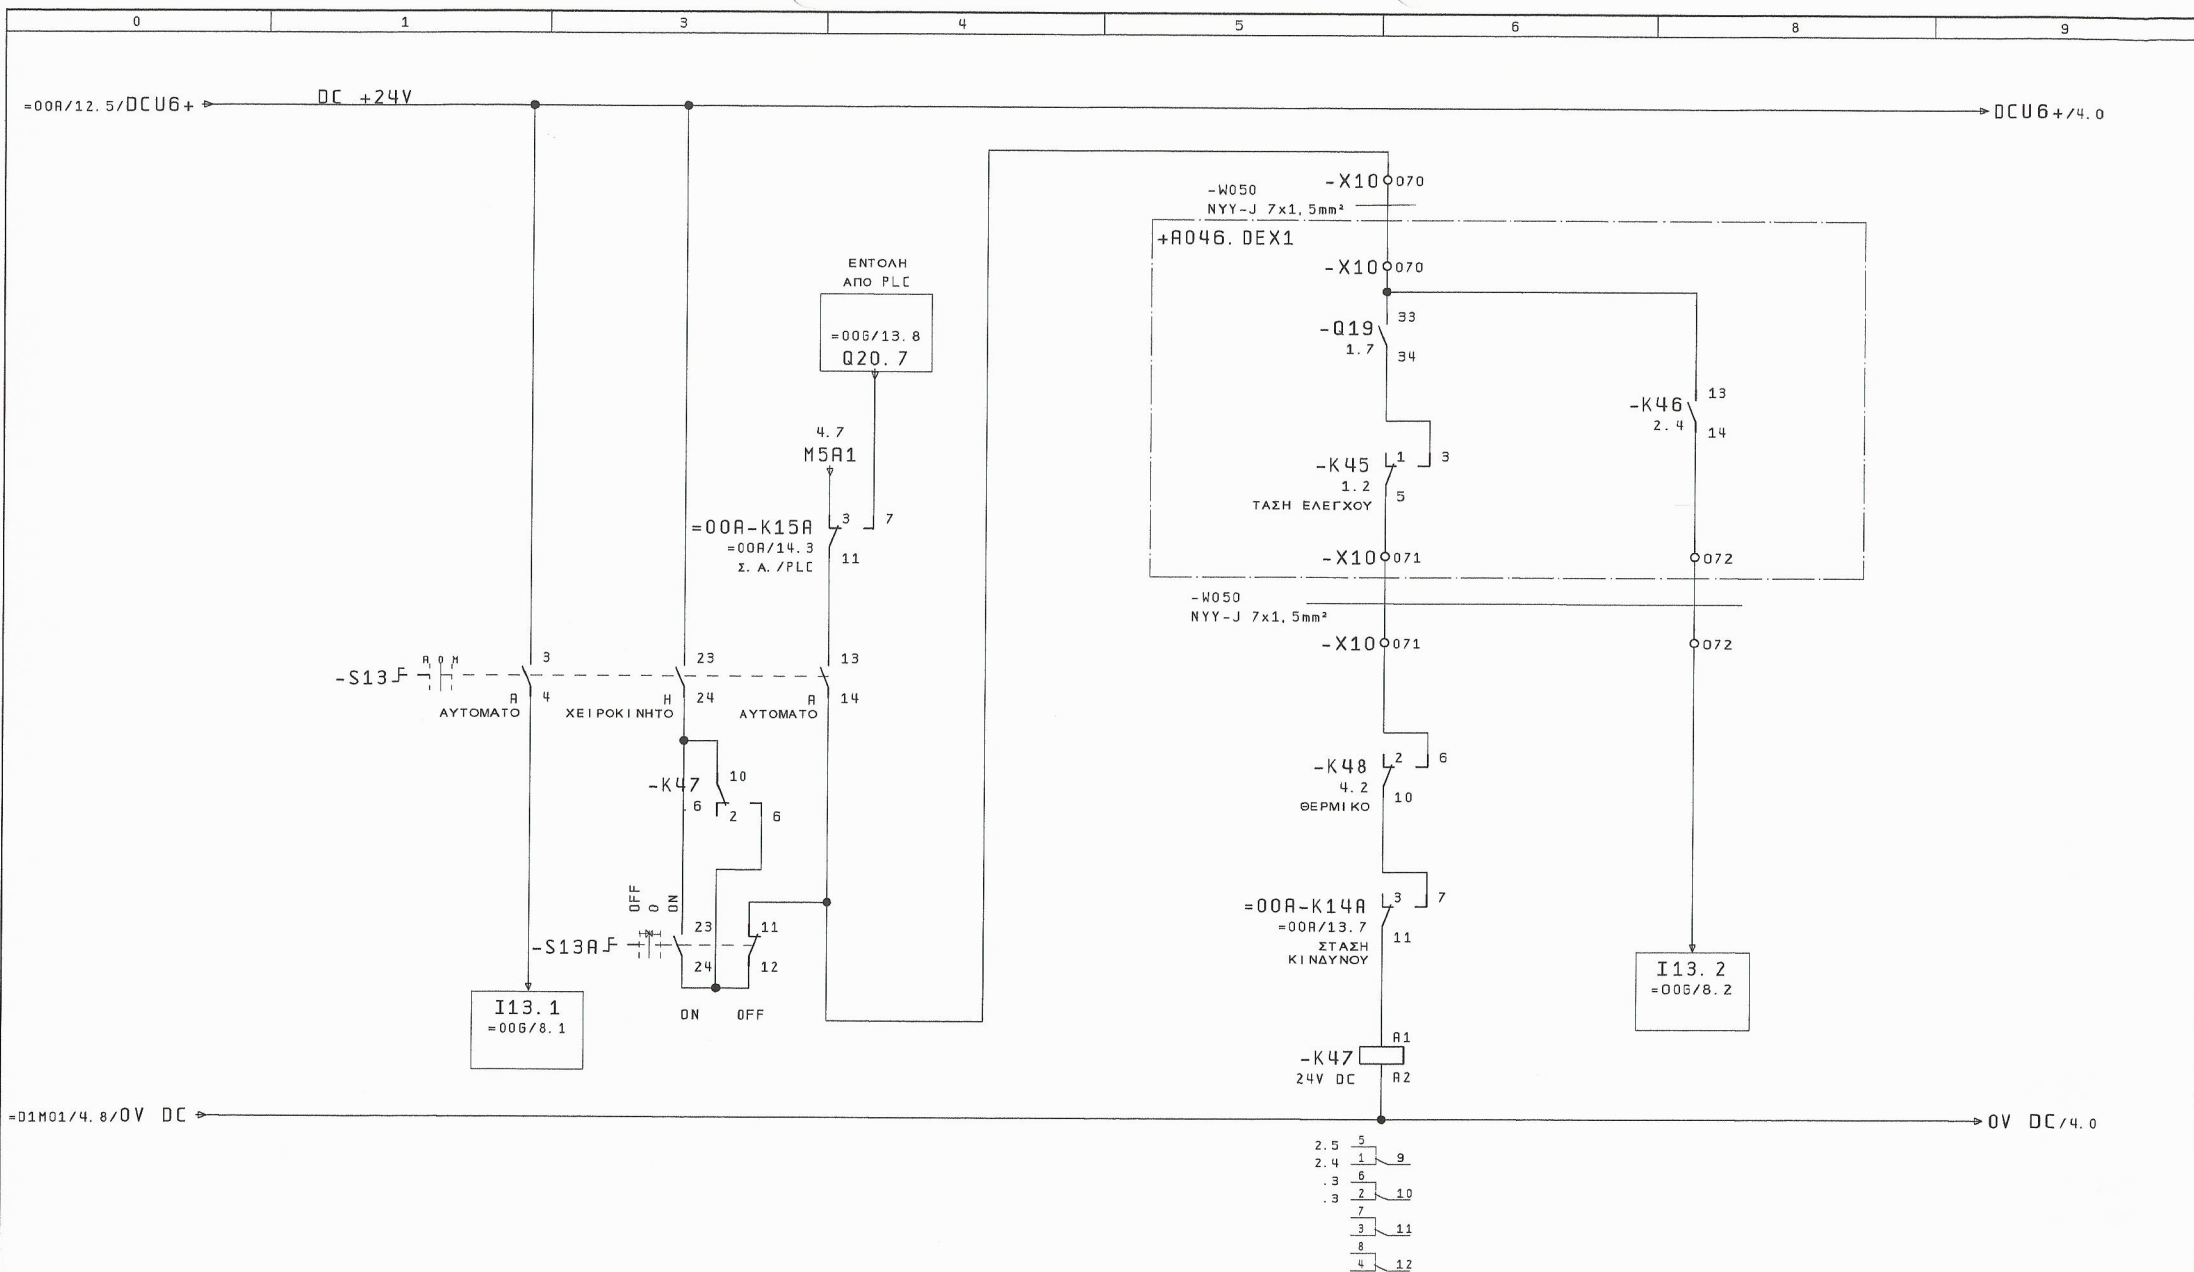 0 1 3 4 5 6 8 9
=00A/12.5/DCU6+
DC +24V
DCU6+/4.0
-X10 070
-W050
NYY-J 7x1,5mm²
+A046.DEX1
-X10 070
ΕΝΤΟΛΗ
ΑΠΟ PLC
=00G/13.8
Q20.7
-Q19 33
1.7 34
-K46 13
2.4 14
4.7
M5A1
-K45 1 3
1.2 5
ΤΑΣΗ ΕΛΕΓΧΟΥ
=00A-K15A 3 7
=00A/14.3 11
Σ.Α./PLC
-X10 071 072
-W050
NYY-J 7x1,5mm²
-X10 071 072
-S13 A 0 M 3 23 13
A 4 H 24 A 14
ΑΥΤΟΜΑΤΟ ΧΕΙΡΟΚΙΝΗΤΟ ΑΥΤΟΜΑΤΟ
-K47 10
.6 2 6
-K48 2 6
4.2 10
ΘΕΡΜΙΚΟ
OFF 0 ON
-S13A 23 11
24 12
ON OFF
=00A-K14A 3 7
=00A/13.7 11
ΣΤΑΣΗ
ΚΙΝΔΥΝΟΥ
I13.1
=00G/8.1
I13.2
=00G/8.2
-K47 A1
24V DC A2
=D1M01/4.8/0V DC
0V DC/4.0
2.5 5
2.4 1 9
.3 6
.3 2 10
7
3 11
8
4 12